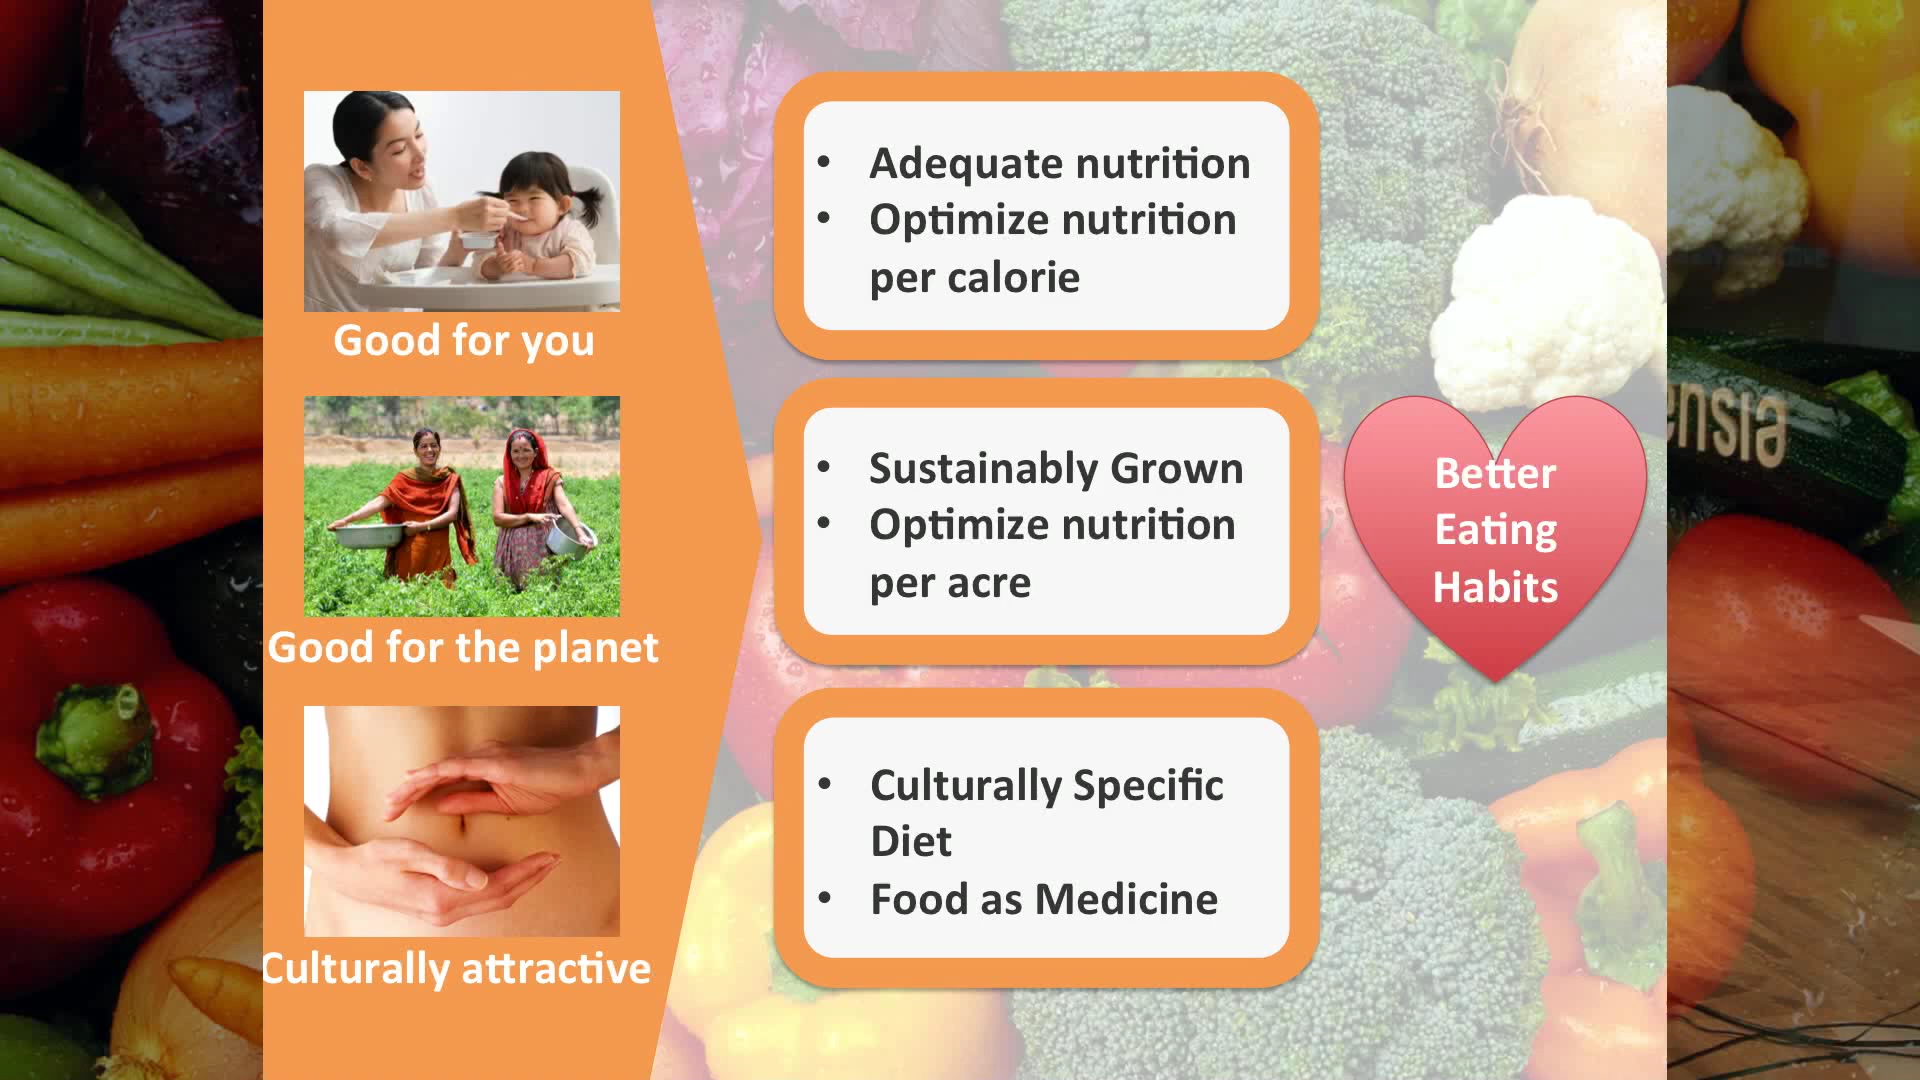 Good for you
Adequate nutrition
Optimize nutrition
per calorie
Good for the planet
Sustainably Grown
Optimize nutrition
per acre
Culturally attractive
Culturally Specific
Diet
Food as Medicine
Better
Eating
Habits
ensia